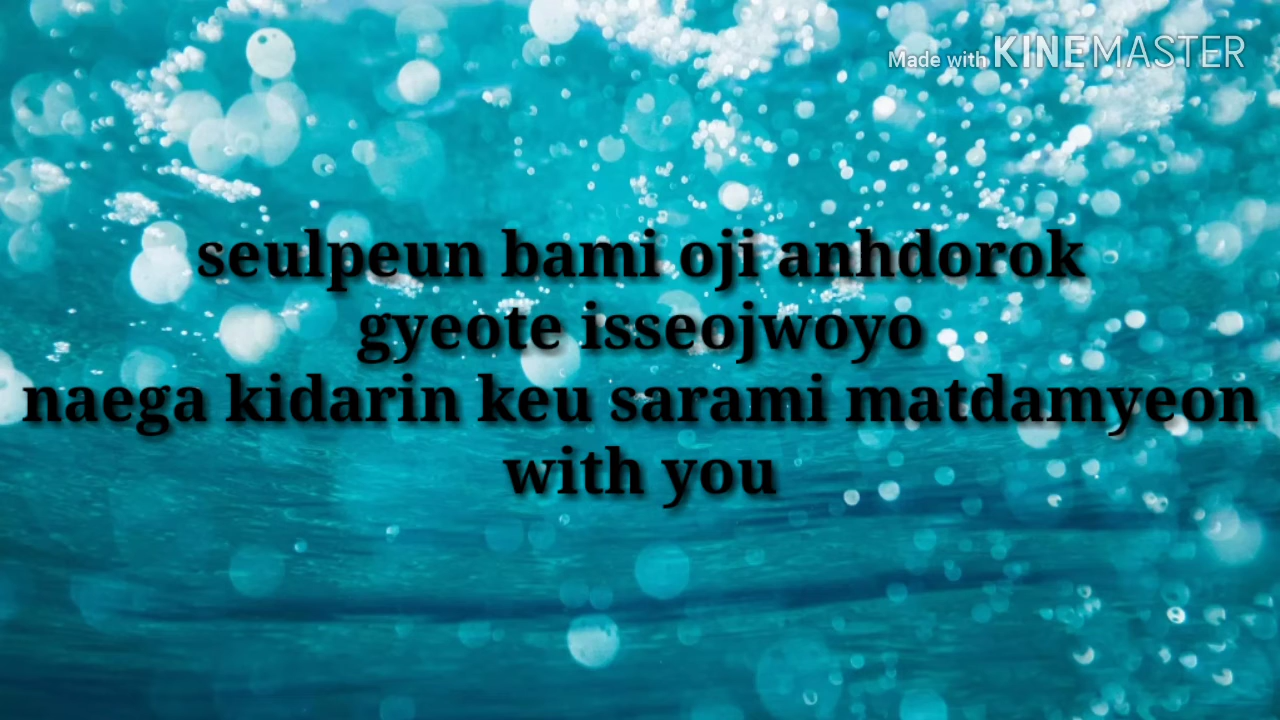 Made with KINEMASTER
seulpeun bami oji anhdorok
gyeote isseojwoyo
naega kidarin keu sarami matdamyeon
with you